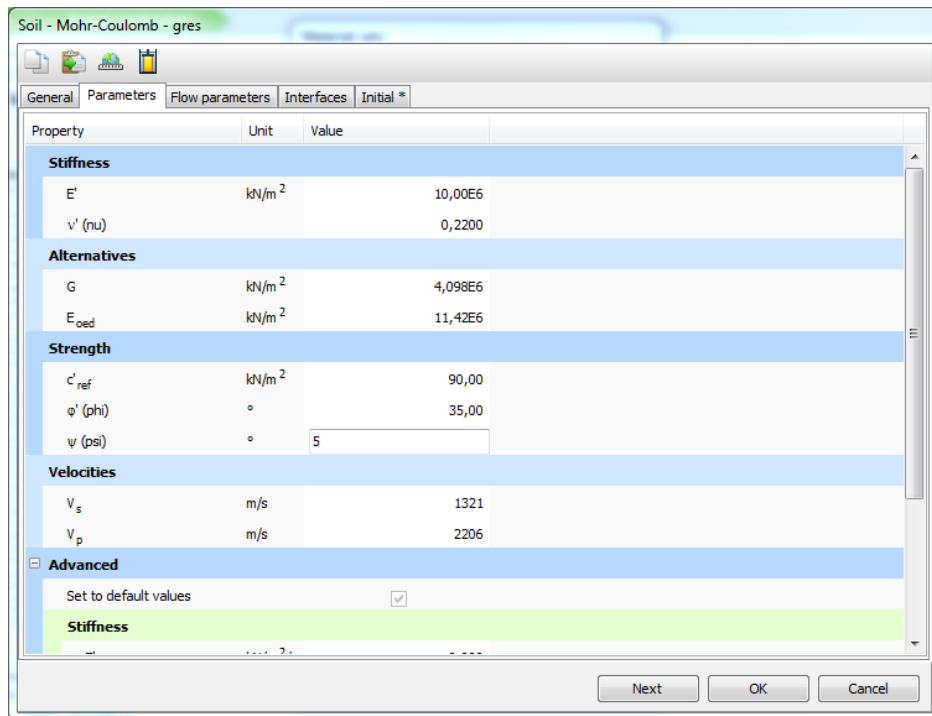 Soil - Mohr-Coulomb - gres
General Parameters Flow parameters Interfaces Initial *
Property Unit Value
Stiffness
E' kN/m 2 10,00E6
ν' (nu) 0,2200
Alternatives
G kN/m 2 4,098E6
E oed kN/m 2 11,42E6
Strength
c' ref kN/m 2 90,00
φ' (phi) ° 35,00
ψ (psi) ° 5
Velocities
V s m/s 1321
V p m/s 2206
Advanced
Set to default values
Stiffness
Next OK Cancel